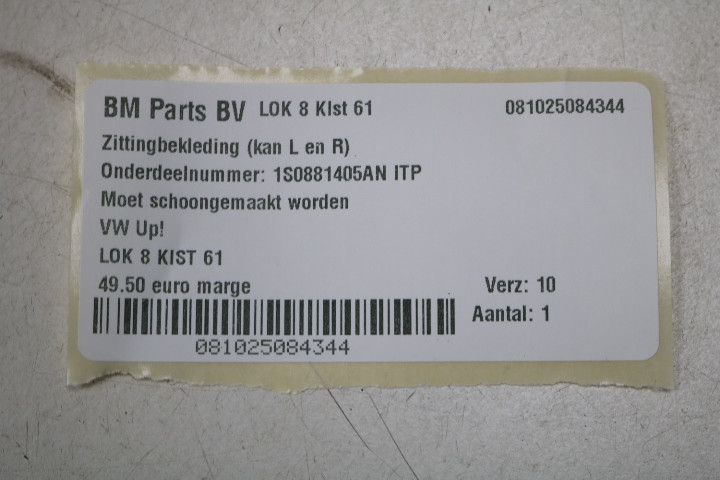 BM Parts BV LOK 8 KIst 61 081025084344
Zittingbekleding (kan L en R)
Onderdeelnummer: 1S0881405AN ITP
Moet schoongemaakt worden
VW Up!
LOK 8 KIST 61
49.50 euro marge Verz: 10
Aantal: 1
081025084344